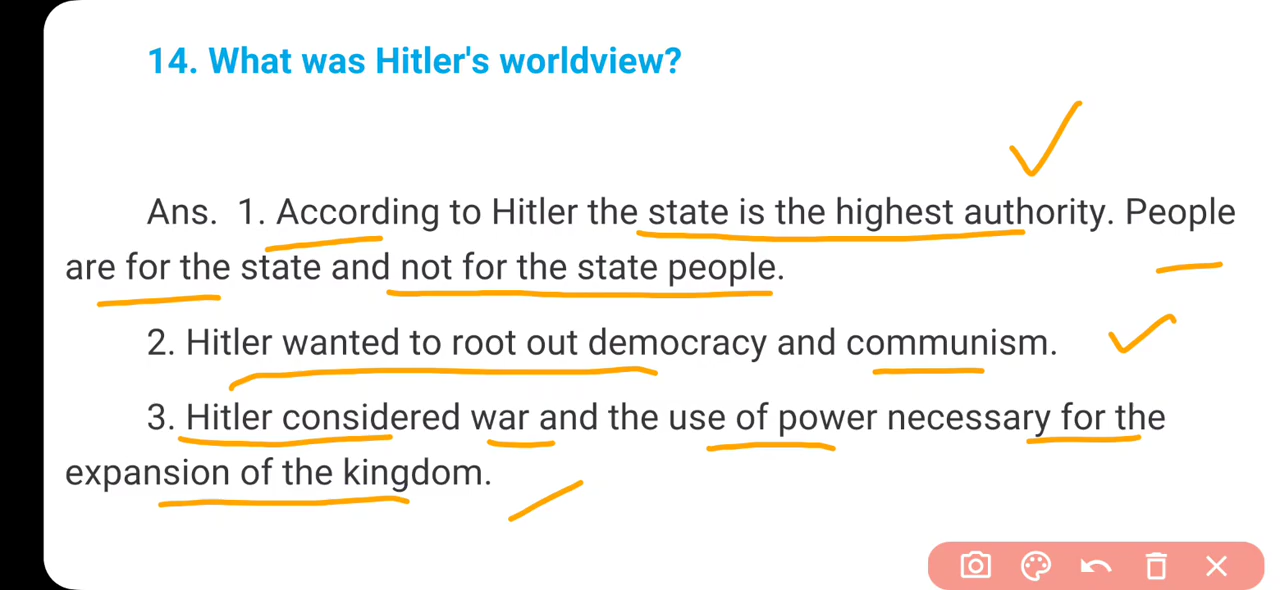 14. What was Hitler's worldview?
Ans. 1. According to Hitler the state is the highest authority. People
are for the state and not for the state people.
2. Hitler wanted to root out democracy and communism.
3. Hitler considered war and the use of power necessary for the
expansion of the kingdom.